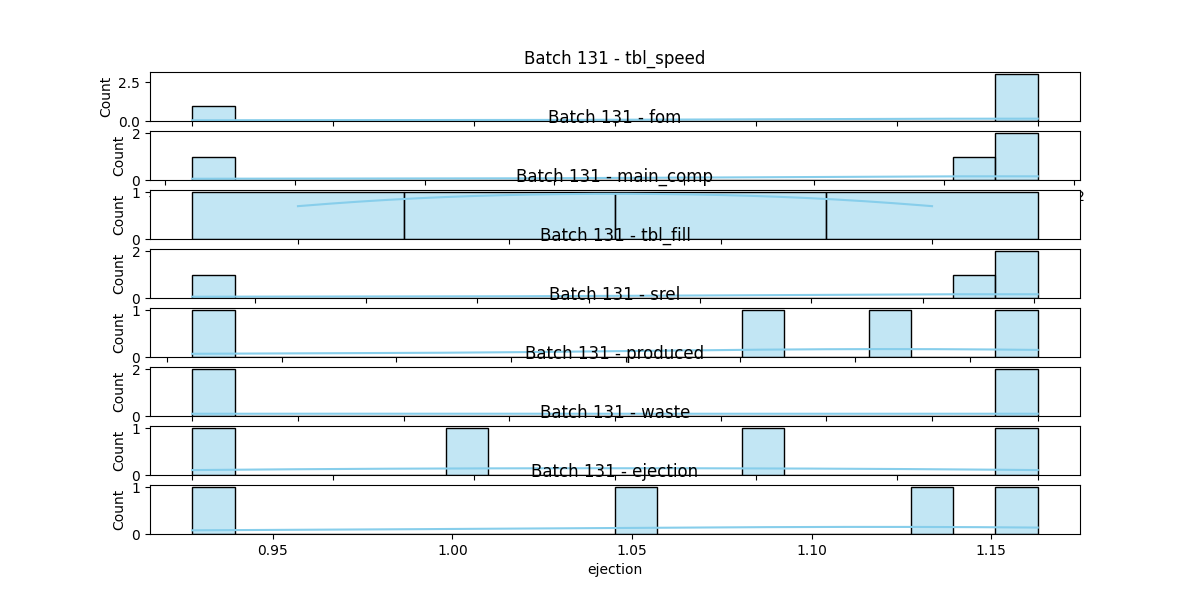 Batch 131 - tbl_speed
Count
2.5
0.0
Batch 131 - fom
Count
2
0
Batch 131 - main_comp
Count
1
0
Batch 131 - tbl_fill
Count
2
0
Batch 131 - srel
Count
1
0
Batch 131 - produced
Count
2
0
Batch 131 - waste
Count
1
0
Batch 131 - ejection
Count
1
0
0.95 1.00 1.05 1.10 1.15
ejection